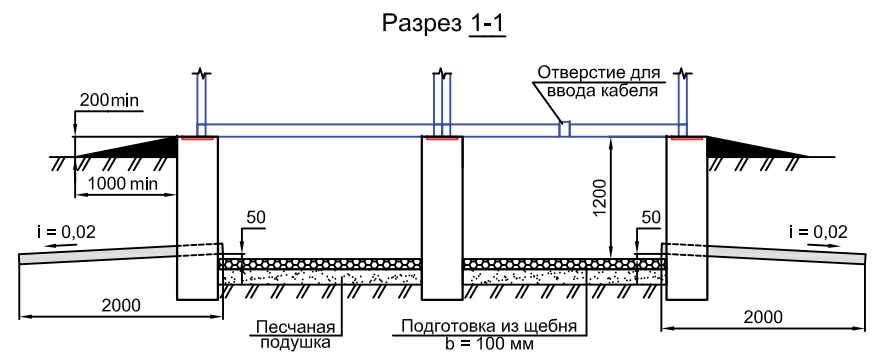 Разрез 1-1
Отверстие для
ввода кабеля
200min
1000 min
1200
50
50
i = 0,02
i = 0,02
2000
2000
Песчаная
подушка
Подготовка из щебня
b = 100 мм